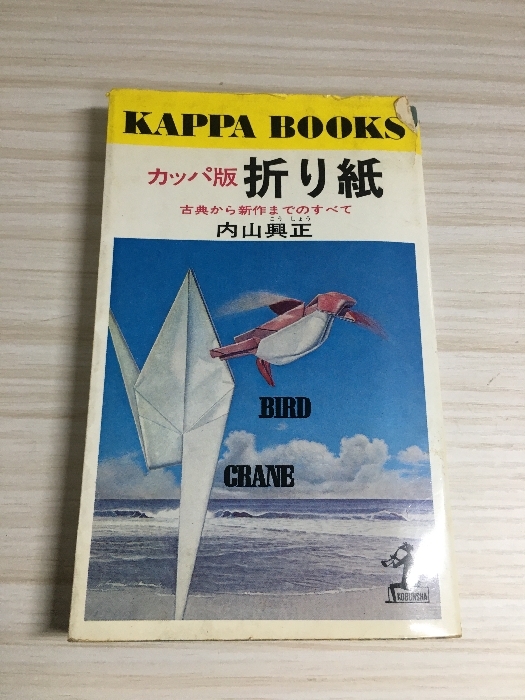 KAPPA BOOKS
カッパ版 折り紙
古典から新作までのすべて
こうしょう
内山興正
BIRD
CRANE
KOBUNSHA